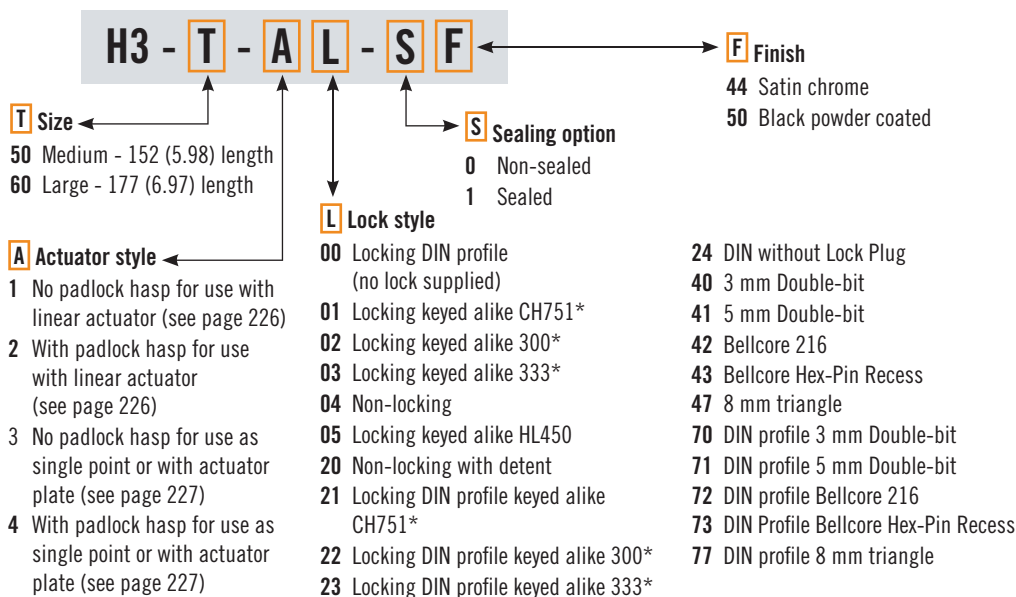 H3 - T - A L - S F
F Finish
44 Satin chrome
50 Black powder coated
T Size
50 Medium - 152 (5.98) length
60 Large - 177 (6.97) length
S Sealing option
0 Non-sealed
1 Sealed
A Actuator style
1 No padlock hasp for use with
linear actuator (see page 226)
2 With padlock hasp for use
with linear actuator
(see page 226)
3 No padlock hasp for use as
single point or with actuator
plate (see page 227)
4 With padlock hasp for use as
single point or with actuator
plate (see page 227)
L Lock style
00 Locking DIN profile
(no lock supplied)
01 Locking keyed alike CH751*
02 Locking keyed alike 300*
03 Locking keyed alike 333*
04 Non-locking
05 Locking keyed alike HL450
20 Non-locking with detent
21 Locking DIN profile keyed alike
CH751*
22 Locking DIN profile keyed alike 300*
23 Locking DIN profile keyed alike 333*
24 DIN without Lock Plug
40 3 mm Double-bit
41 5 mm Double-bit
42 Bellcore 216
43 Bellcore Hex-Pin Recess
47 8 mm triangle
70 DIN profile 3 mm Double-bit
71 DIN profile 5 mm Double-bit
72 DIN profile Bellcore 216
73 DIN Profile Bellcore Hex-Pin Recess
77 DIN profile 8 mm triangle